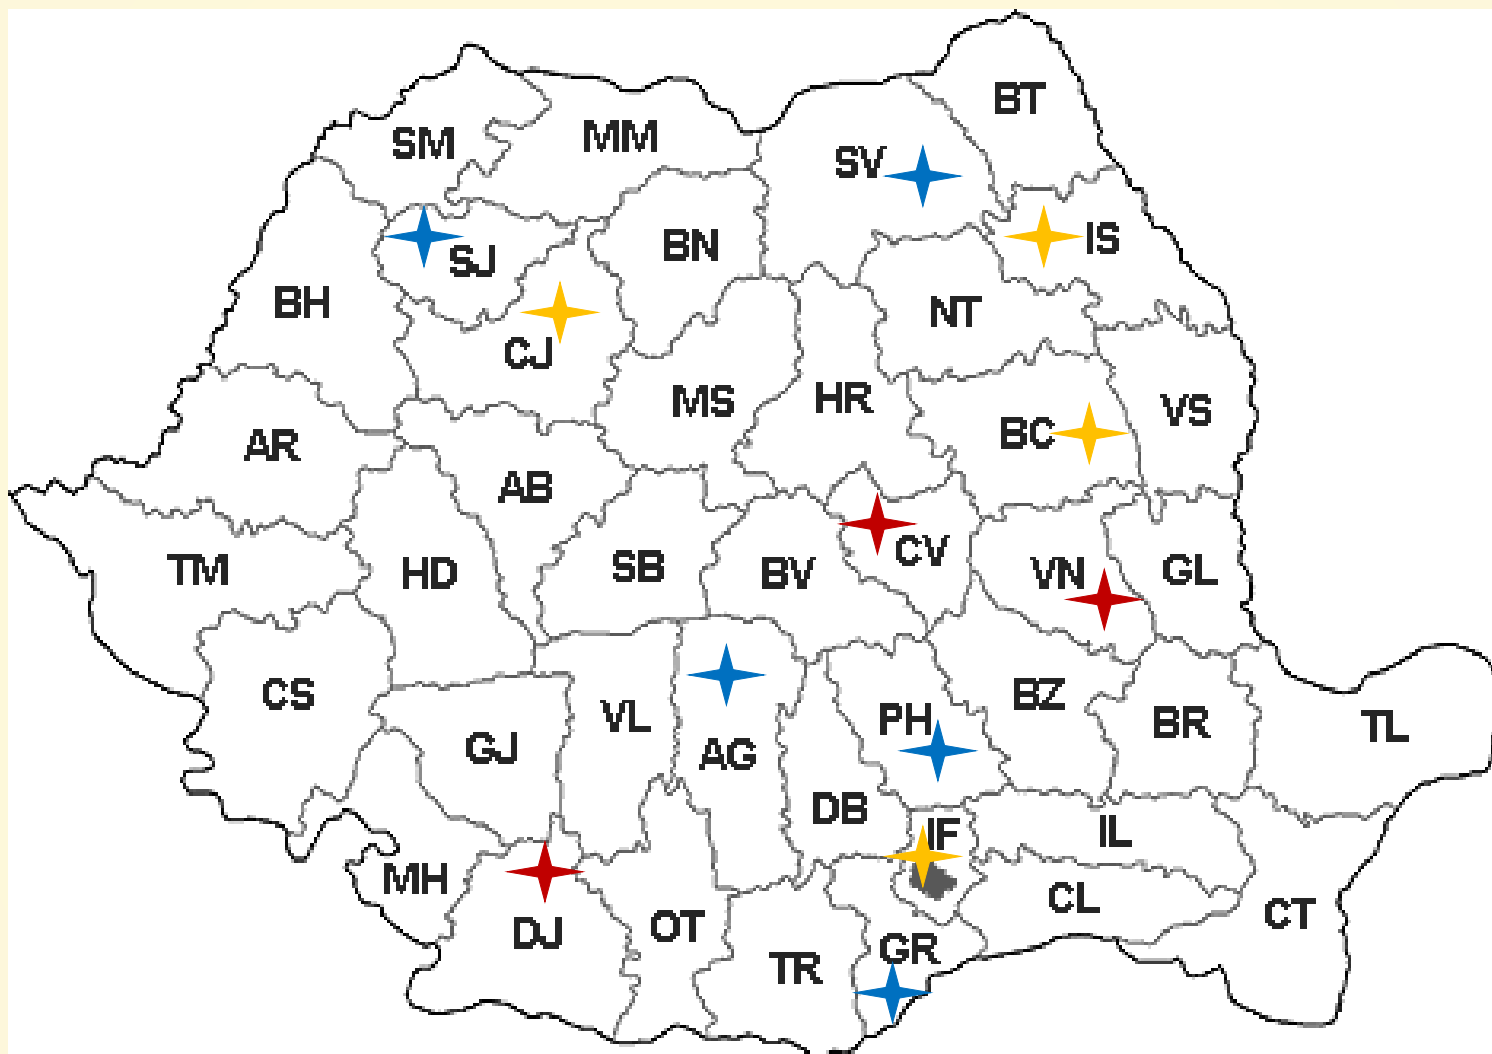 BT
MM
SM
SV
IS
BN
SJ
BH
NT
CJ
HR
MS
VS
BC
AR
AB
CV
SB
TM
HD
BV
VN
GL
BZ
CS
VL
PH
BR
TL
GJ
AG
DB
IF
IL
MH
CL
CT
OT
DJ
GR
TR